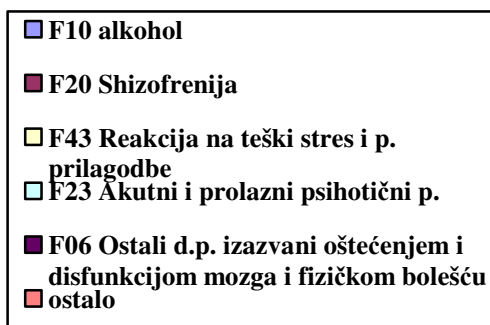 F10 alkohol
F20 Shizofrenija
F43 Reakcija na teški stres i p.
prilagodbe
F23 Akutni i prolazni psihotični p.
F06 Ostali d.p. izazvani oštećenjem i
disfunkcijom mozga i fizičkom bolešću
ostalo